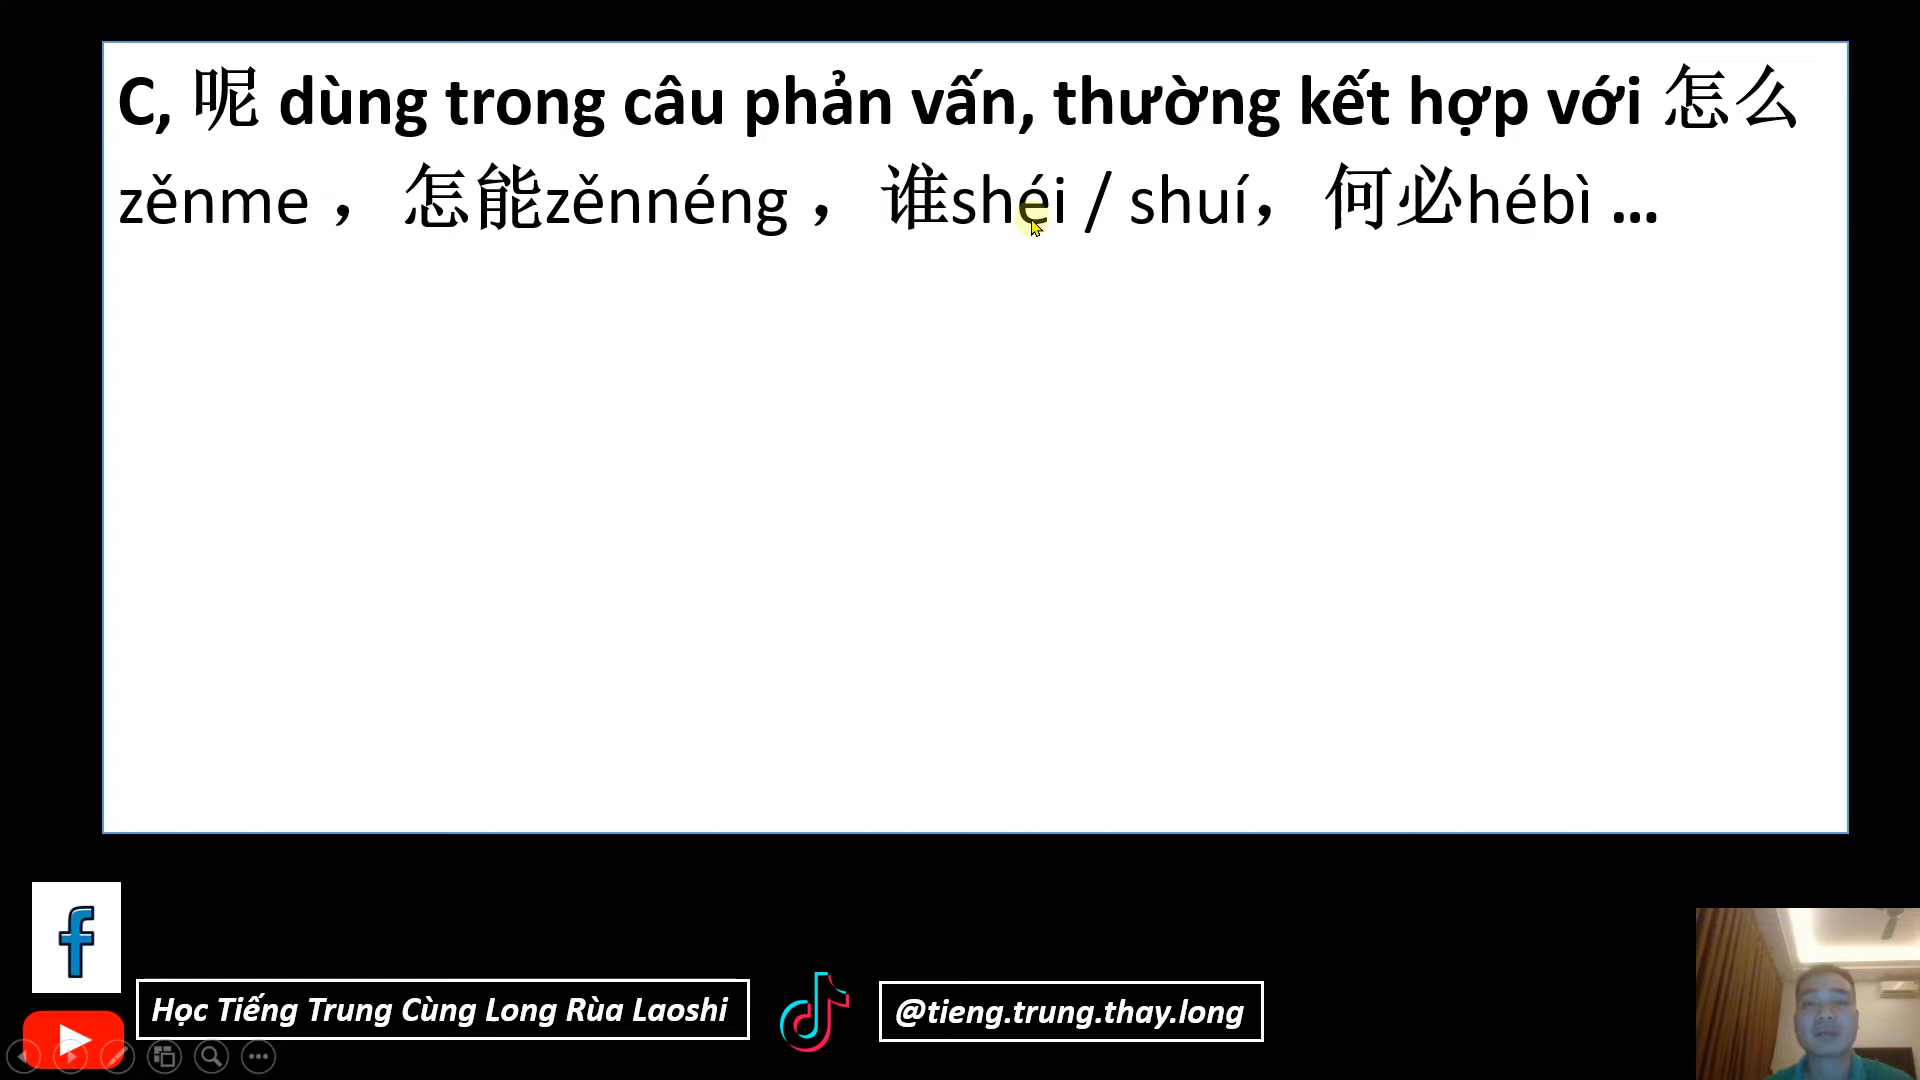 C, 呢 dùng trong câu phản vấn, thường kết hợp với 怎么
zěnme ，怎能zěnnéng ，谁shéi / shuí，何必hébì ...
Học Tiếng Trung Cùng Long Rùa Laoshi
@tieng.trung.thay.long